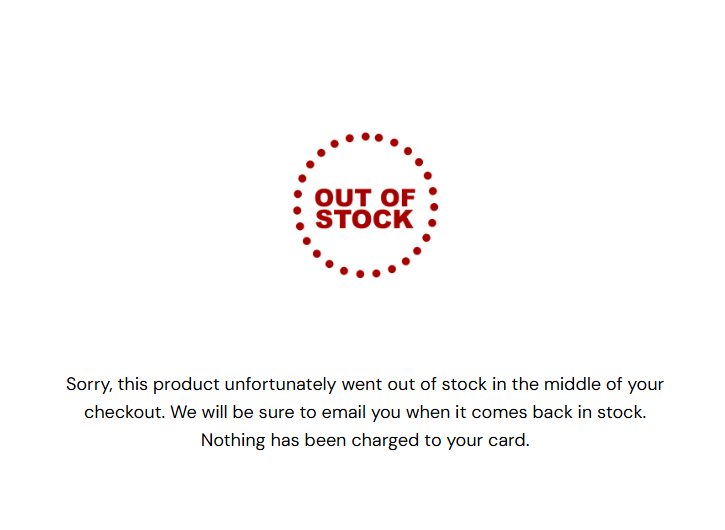 OUT OF
STOCK
Sorry, this product unfortunately went out of stock in the middle of your
checkout. We will be sure to email you when it comes back in stock.
Nothing has been charged to your card.